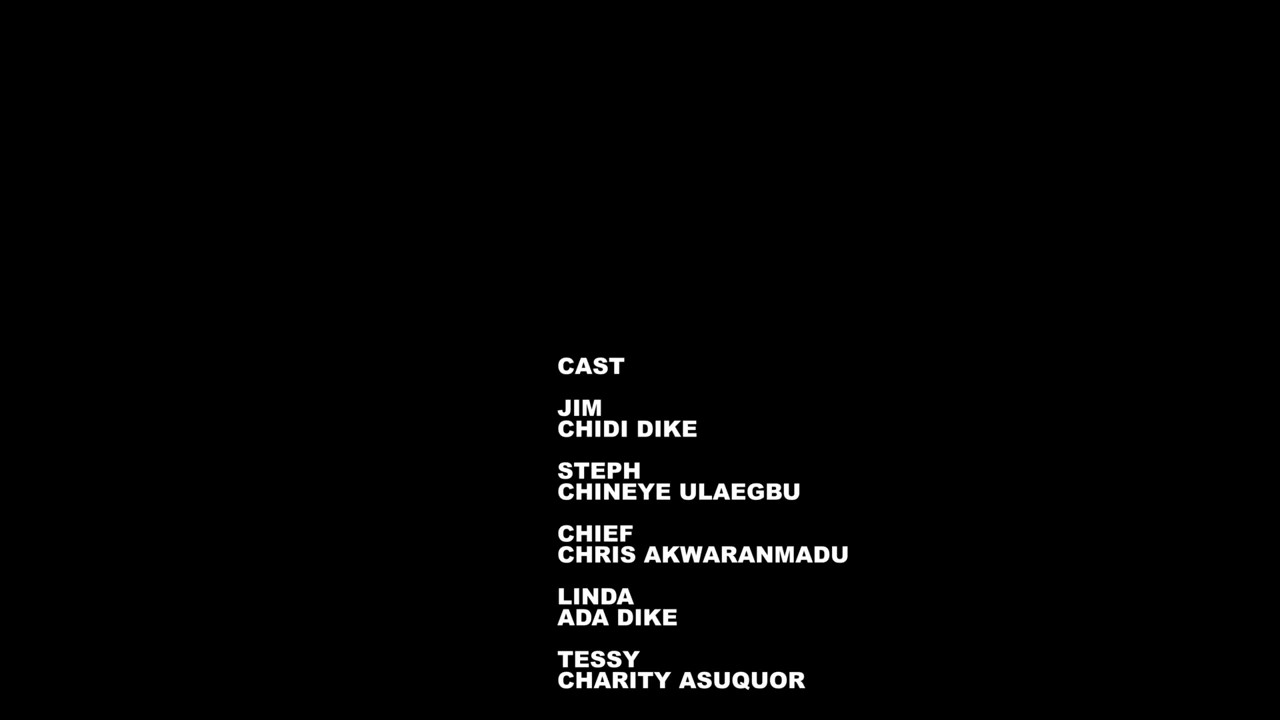 CAST
JIM
CHIDI DIKE
STEPH
CHINEYE ULAEGBU
CHIEF
CHRIS AKWARANMADU
LINDA
ADA DIKE
TESSY
CHARITY ASUQUOR